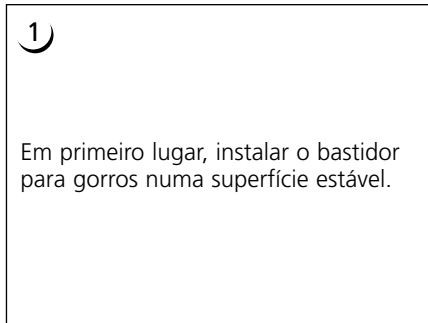 1
Em primeiro lugar, instalar o bastidor
para gorros numa superfície estável.